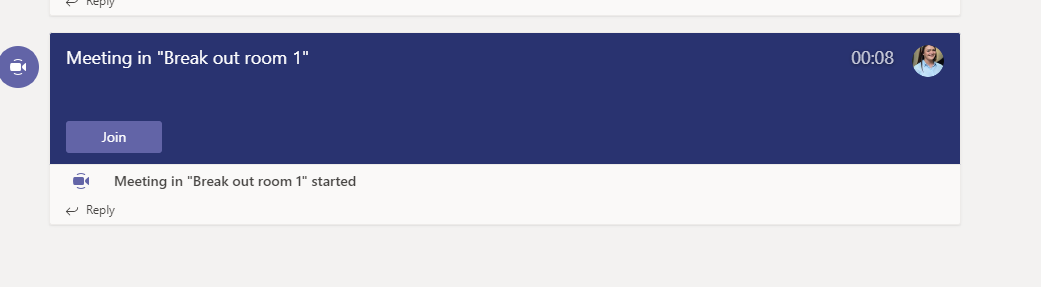 Reply
Meeting in "Break out room 1"
00:08
Join
Meeting in "Break out room 1" started
Reply